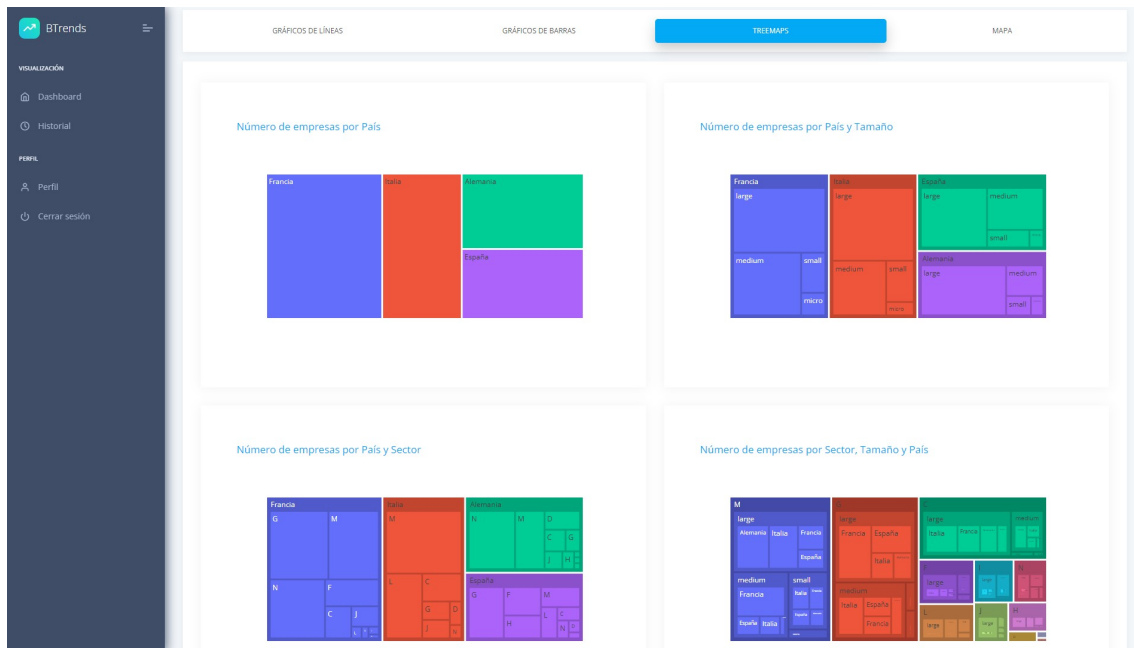 BTrends
VISUALIZACIÓN
Dashboard
Historial
PERFIL
Perfil
Cerrar sesión
GRÁFICOS DE LÍNEAS
GRÁFICOS DE BARRAS
TREEMAPS
MAPA
Número de empresas por País
Francia
Italia
Alemania
España
Número de empresas por País y Tamaño
Francia
large
medium
small
micro
Italia
large
medium
small
micro
España
large
medium
small
Alemania
large
medium
small
Número de empresas por País y Sector
Francia
G
M
N
F
C
J
L
Italia
M
L
C
G
D
J
N
Alemania
N
M
D
C
G
J
H
España
G
F
M
H
L
C
N
Número de empresas por Sector, Tamaño y País
M
large
Alemania
Italia
Francia
España
medium
Francia
España
Italia
small
Italia
España
large
Francia
España
Italia
medium
Italia
España
Francia
large
Italia
Francia
medium
large
large
N
L
large
J
large
H